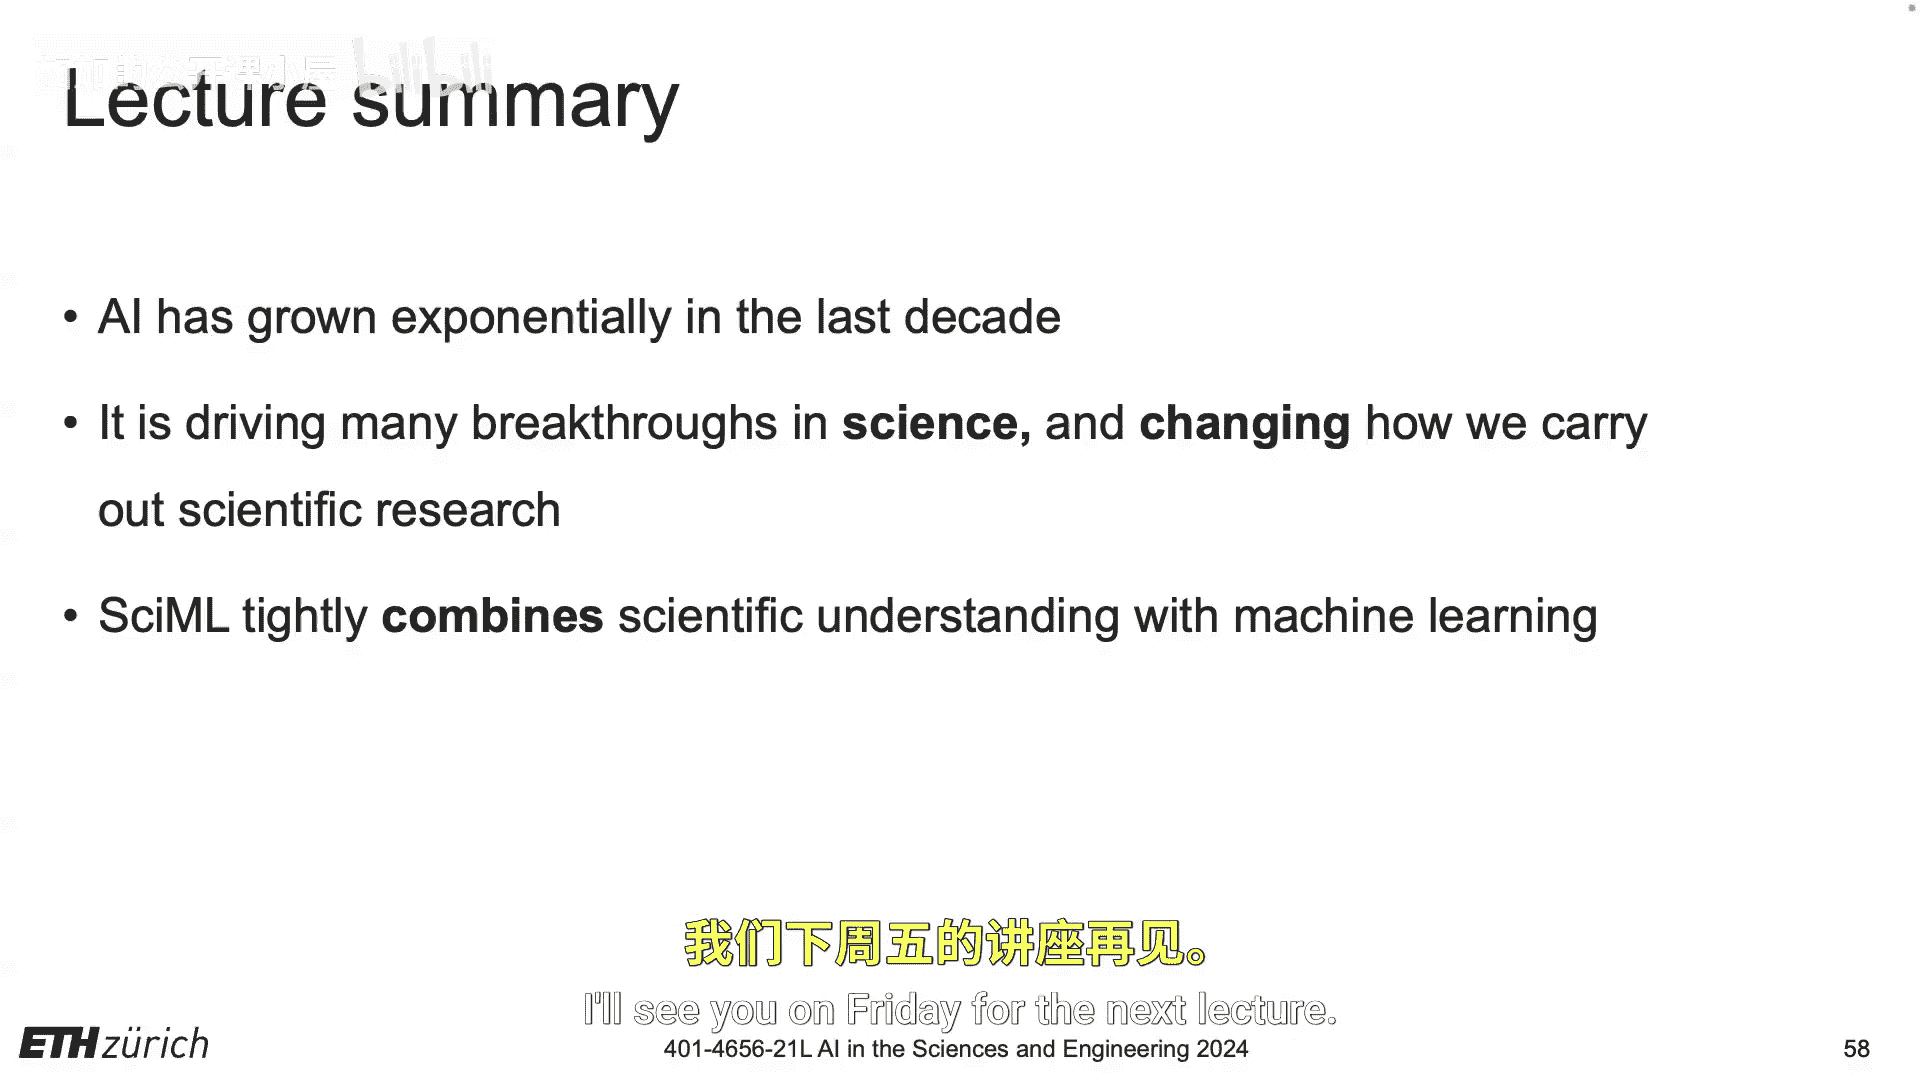 Lecture summary
• AI has grown exponentially in the last decade
• It is driving many breakthroughs in science, and changing how we carry
out scientific research
• SciML tightly combines scientific understanding with machine learning
我们下周五的讲座再见。
I'll see you on Friday for the next lecture.
ETH zürich
401-4656-21L AI in the Sciences and Engineering 2024
58
bilibili